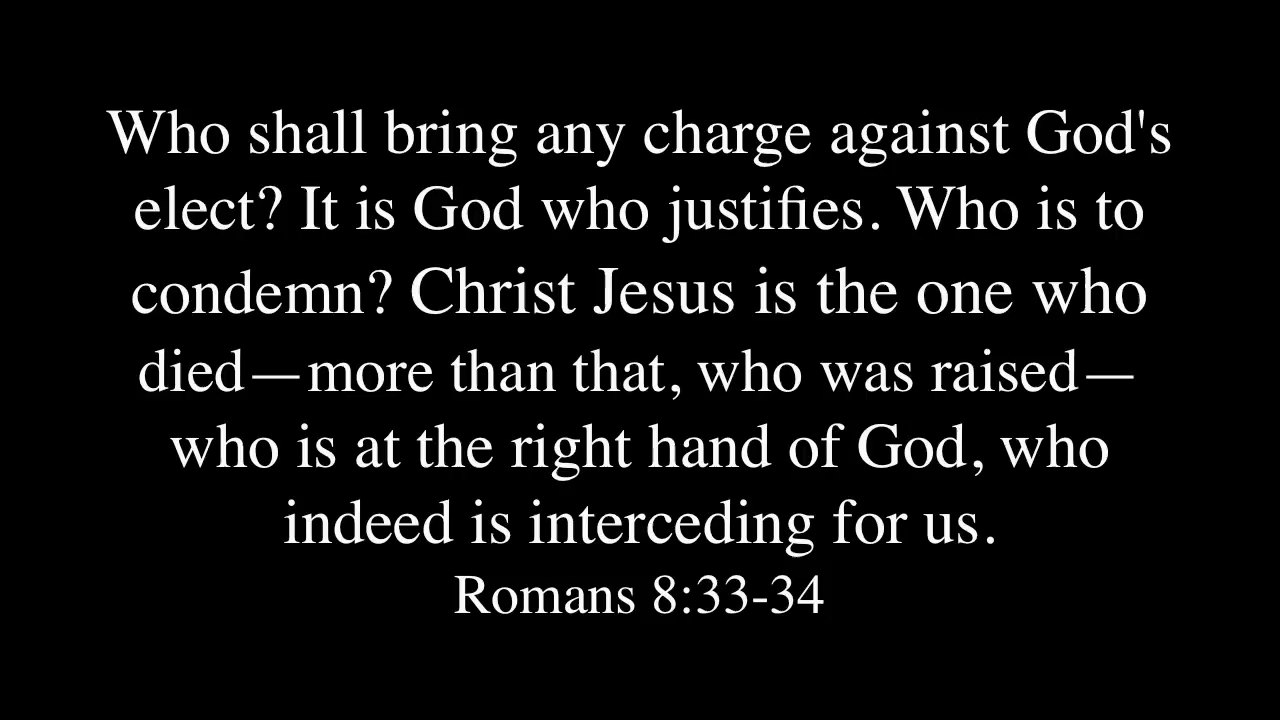 Who shall bring any charge against God's
elect? It is God who justifies. Who is to
condemn? Christ Jesus is the one who
died—more than that, who was raised—
who is at the right hand of God, who
indeed is interceding for us.
Romans 8:33-34